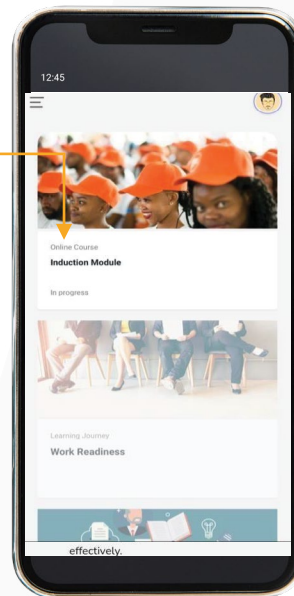 12:45
Online Course
Induction Module
In progress
Learning Journey
Work Readiness
effectively.